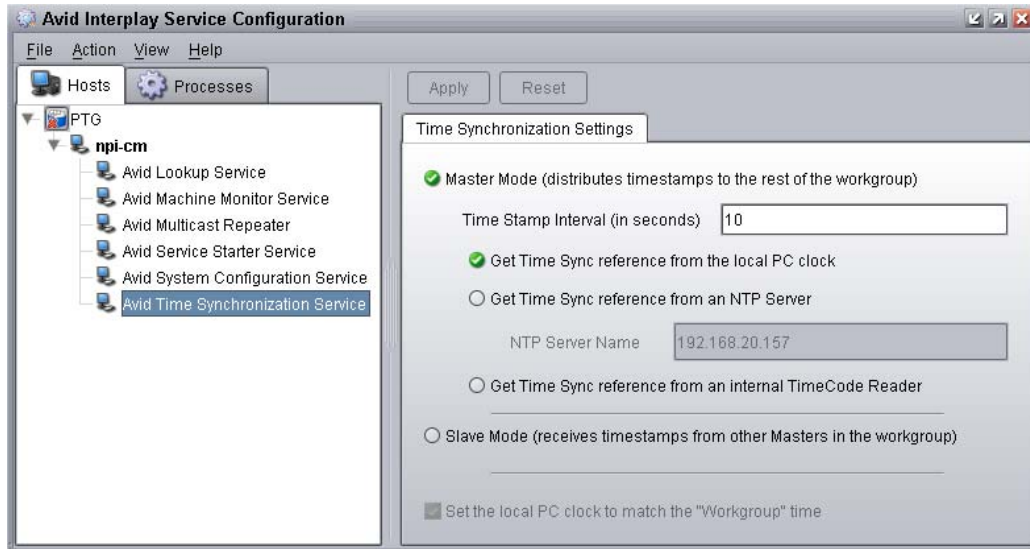 Avid Interplay Service Configuration
File Action View Help
Hosts Processes
PTG
npi-cm
Avid Lookup Service
Avid Machine Monitor Service
Avid Multicast Repeater
Avid Service Starter Service
Avid System Configuration Service
Avid Time Synchronization Service
Apply Reset
Time Synchronization Settings
Master Mode (distributes timestamps to the rest of the workgroup)
Time Stamp Interval (in seconds) 10
Get Time Sync reference from the local PC clock
Get Time Sync reference from an NTP Server
NTP Server Name 192.168.20.157
Get Time Sync reference from an internal TimeCode Reader
Slave Mode (receives timestamps from other Masters in the workgroup)
Set the local PC clock to match the "Workgroup" time